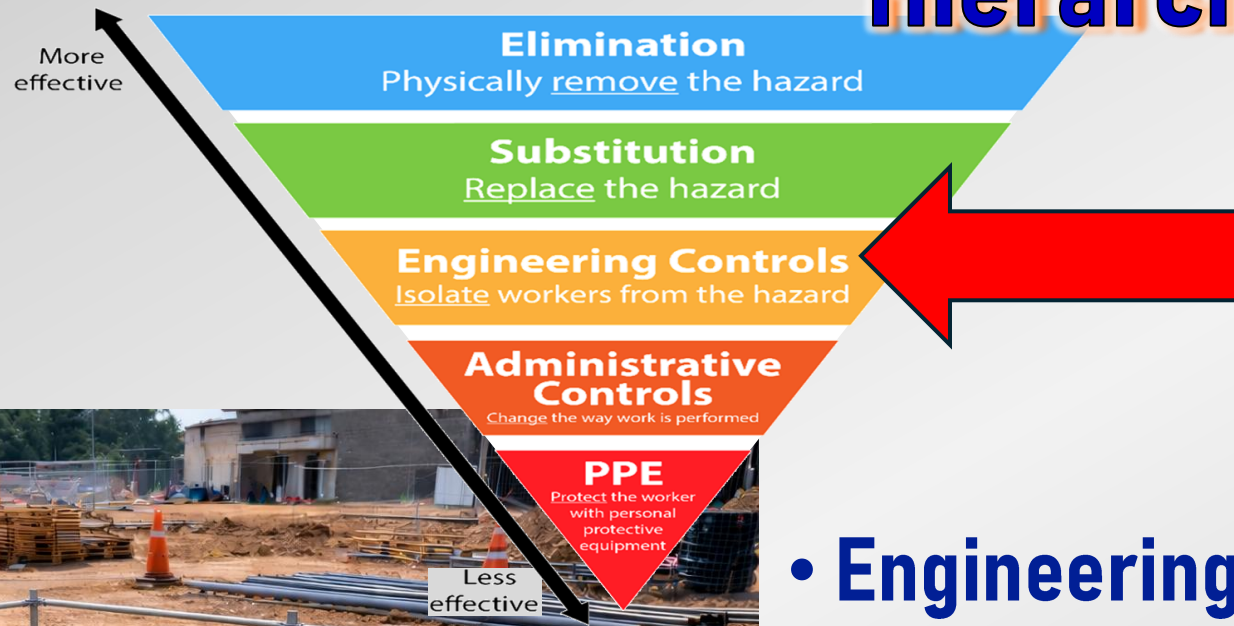 More
effective
Elimination
Physically remove the hazard
Substitution
Replace the hazard
Engineering Controls
Isolate workers from the hazard
Administrative
Controls
Change the way work is performed
PPE
Protect the worker
with personal
protective
equipment
Less
effective
• Engineering